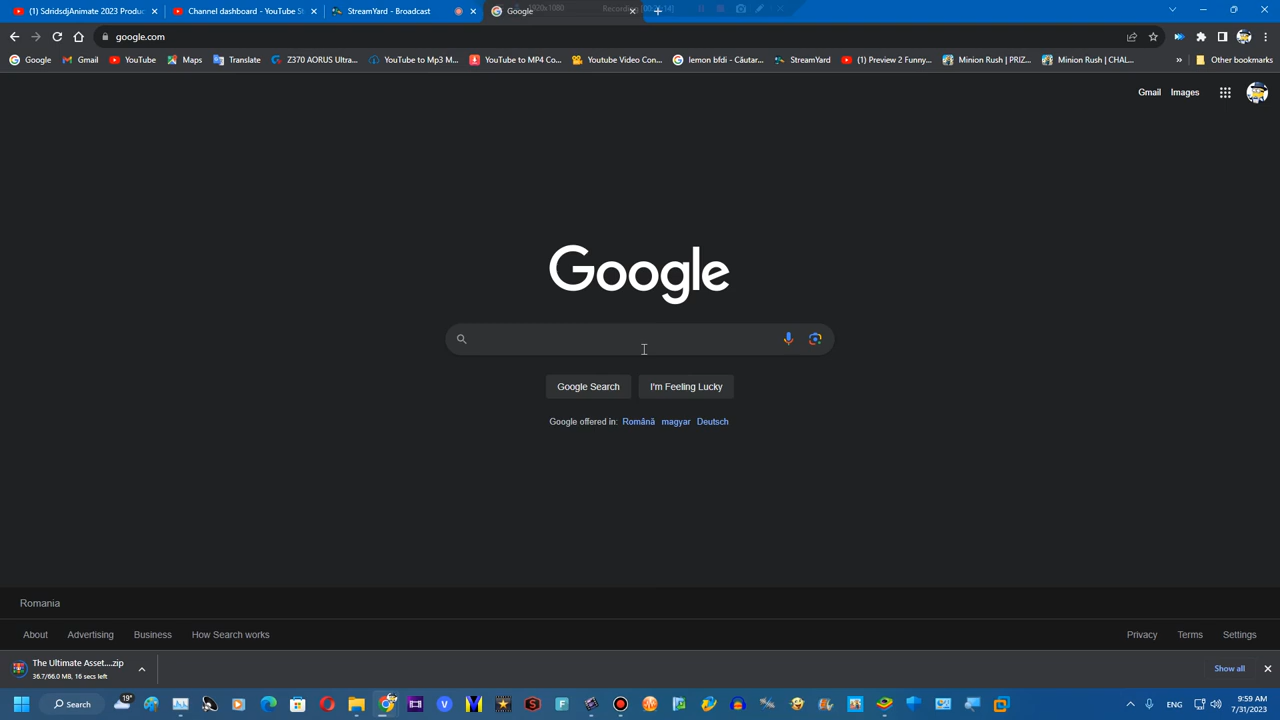 (1) SdridsdjAnimate 2023 Produc
Channel dashboard - YouTube St
StreamYard - Broadcast
Google
1920x1080
google.com
Google
Gmail
YouTube
Maps
Translate
Z370 AORUS Ultra...
YouTube to Mp3 M...
YouTube to MP4 Co...
Youtube Video Con...
lemon bfdi - Căutar...
StreamYard
(1) Preview 2 Funny...
Minion Rush | PRIZ...
Minion Rush | CHAL...
»
Other bookmarks
Gmail
Images
Google
Google Search
I'm Feeling Lucky
Google offered in: Română magyar Deutsch
Romania
About
Advertising
Business
How Search works
Privacy
Terms
Settings
The Ultimate Asset....zip
36.7/66.0 MB, 16 secs left
Show all
Search
19°
ENG
9:59 AM
7/31/2023